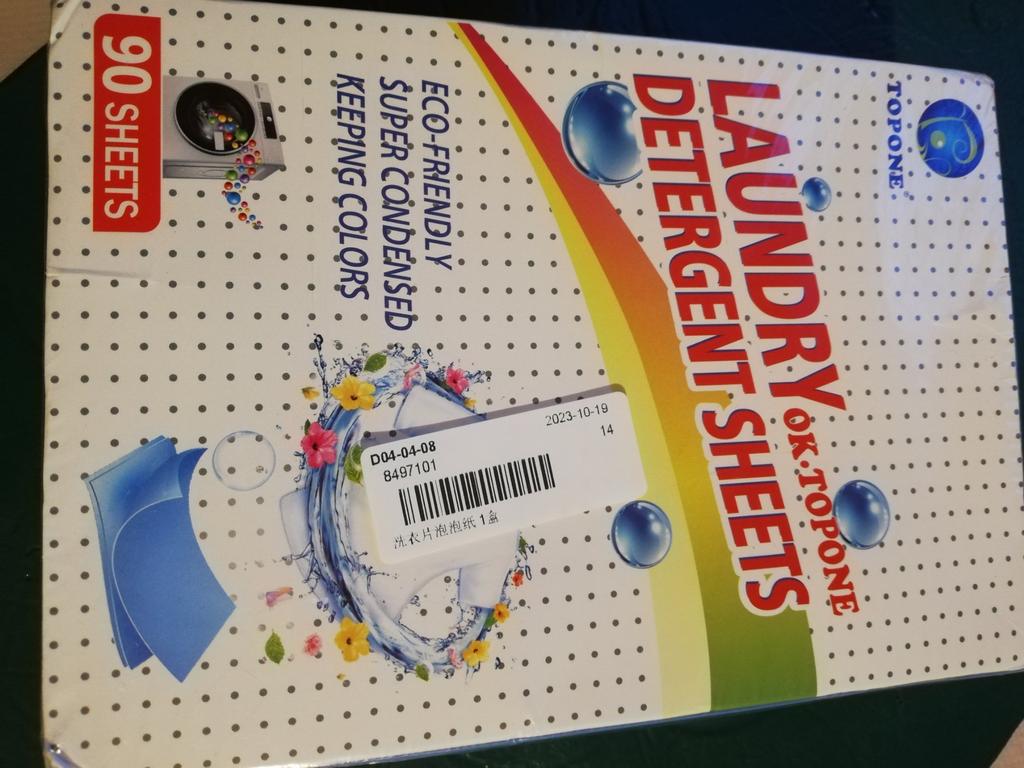 TOPONE
LAUNDRY OK.TOPONE
DETERGENT SHEETS
ECO-FRIENDLY
SUPER CONDENSED
KEEPING COLORS
90 SHEETS
2023-10-19
14
D04-04-08
8497101
洗衣片泡泡纸 1盒